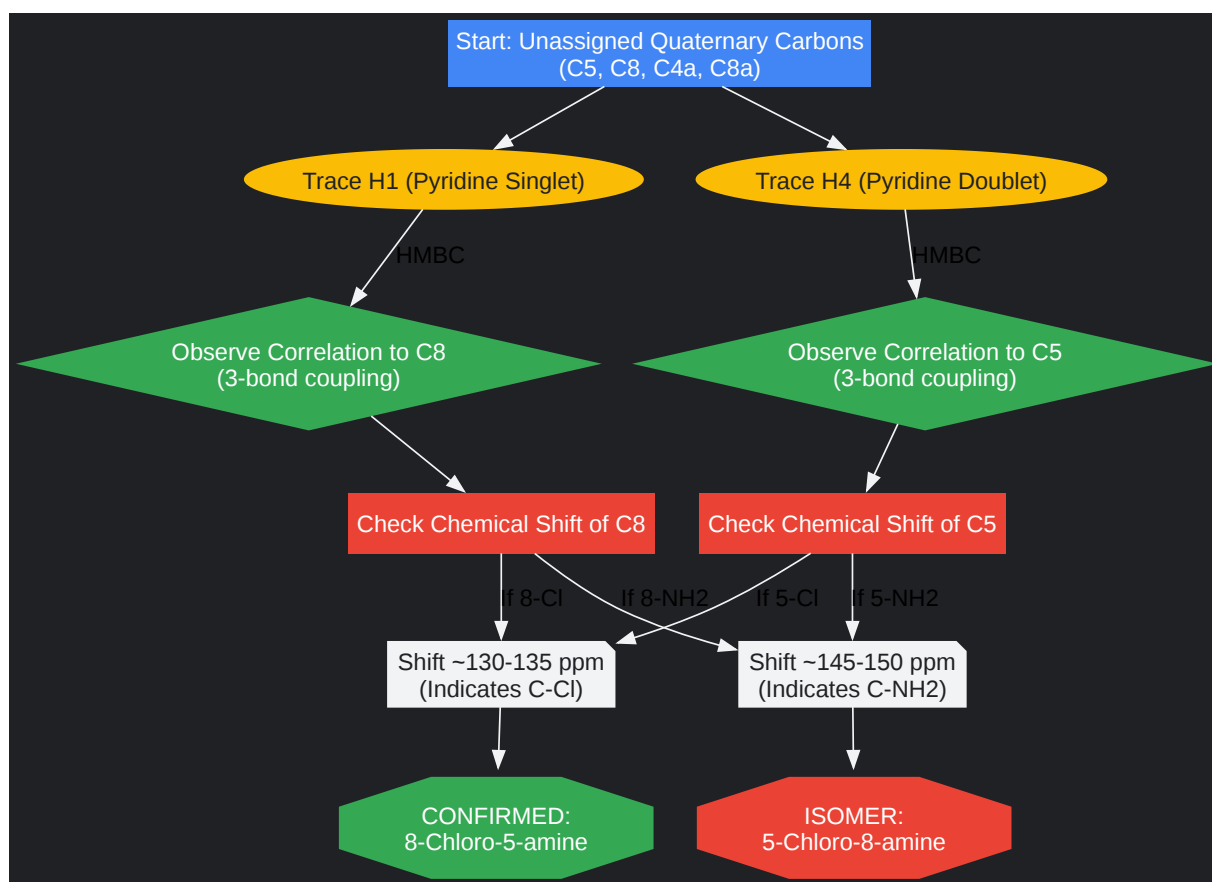 Start: Unassigned Quaternary Carbons
(C5, C8, C4a, C8a)
Trace H1 (Pyridine Singlet)
Trace H4 (Pyridine Doublet)
HMBC
HMBC
Observe Correlation to C8
(3-bond coupling)
Observe Correlation to C5
(3-bond coupling)
Check Chemical Shift of C8
Check Chemical Shift of C5
If 8-Cl
If 8-NH2
If 5-Cl
If 5-NH2
Shift ~130-135 ppm
(Indicates C-Cl)
Shift ~145-150 ppm
(Indicates C-NH2)
CONFIRMED:
8-Chloro-5-amine
ISOMER:
5-Chloro-8-amine